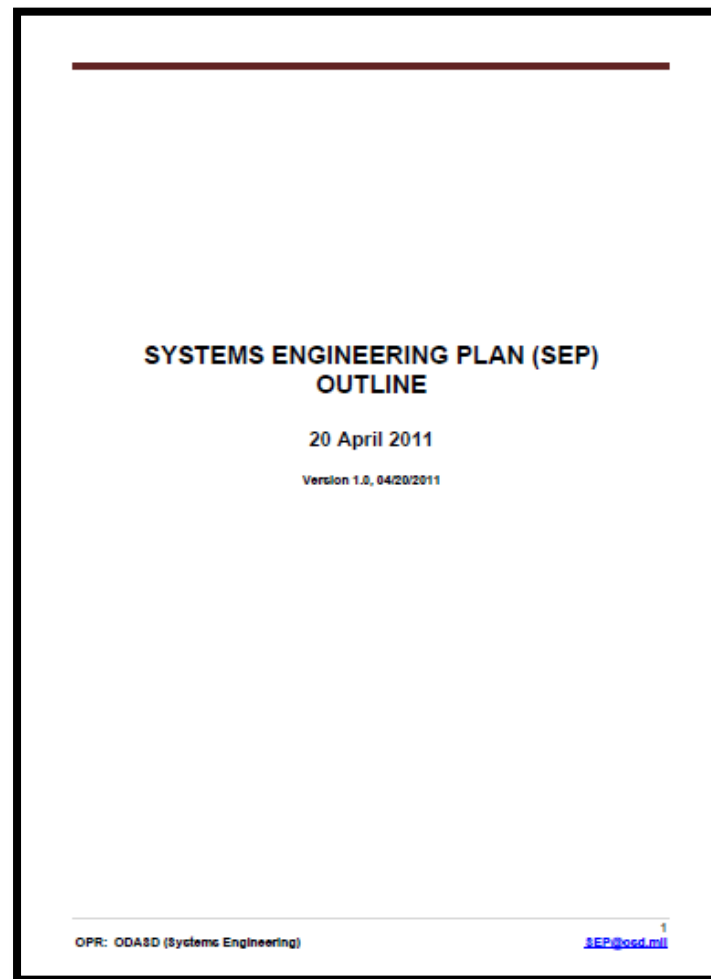 SYSTEMS ENGINEERING PLAN (SEP)
OUTLINE
20 April 2011
Version 1.0, 04/20/2011
1
OPR: ODASD (Systems Engineering)
SEP@osd.mil